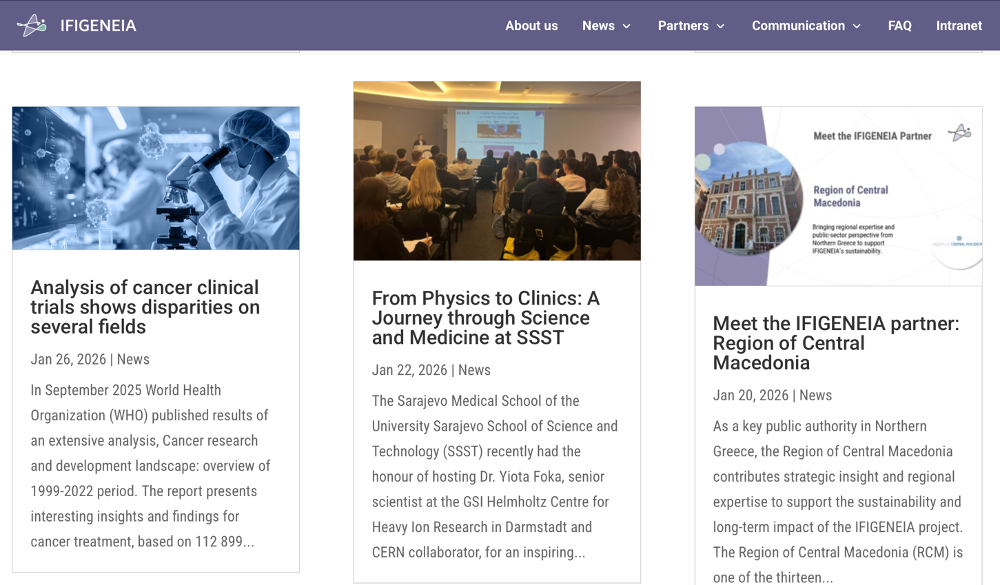 IFIGENEIA
About us
News
Partners
Communication
FAQ
Intranet
Analysis of cancer clinical
trials shows disparities on
several fields
Jan 26, 2026 | News
In September 2025 World Health
Organization (WHO) published results of
an extensive analysis, Cancer research
and development landscape: overview of
1999-2022 period. The report presents
interesting insights and findings for
cancer treatment, based on 112 899...
From Physics to Clinics: A
Journey through Science
and Medicine at SSST
Jan 22, 2026 | News
The Sarajevo Medical School of the
University Sarajevo School of Science and
Technology (SSST) recently had the
honour of hosting Dr. Yiota Foka, senior
scientist at the GSI Helmholtz Centre for
Heavy Ion Research in Darmstadt and
CERN collaborator, for an inspiring...
Meet the IFIGENEIA Partner
Region of Central
Macedonia
Bringing regional expertise and
public-sector perspective from
Northern Greece to support
IFIGENEIA's sustainability.
Meet the IFIGENEIA partner:
Region of Central
Macedonia
Jan 20, 2026 | News
As a key public authority in Northern
Greece, the Region of Central Macedonia
contributes strategic insight and regional
expertise to support the sustainability and
long-term impact of the IFIGENEIA project.
The Region of Central Macedonia (RCM) is
one of the thirteen...